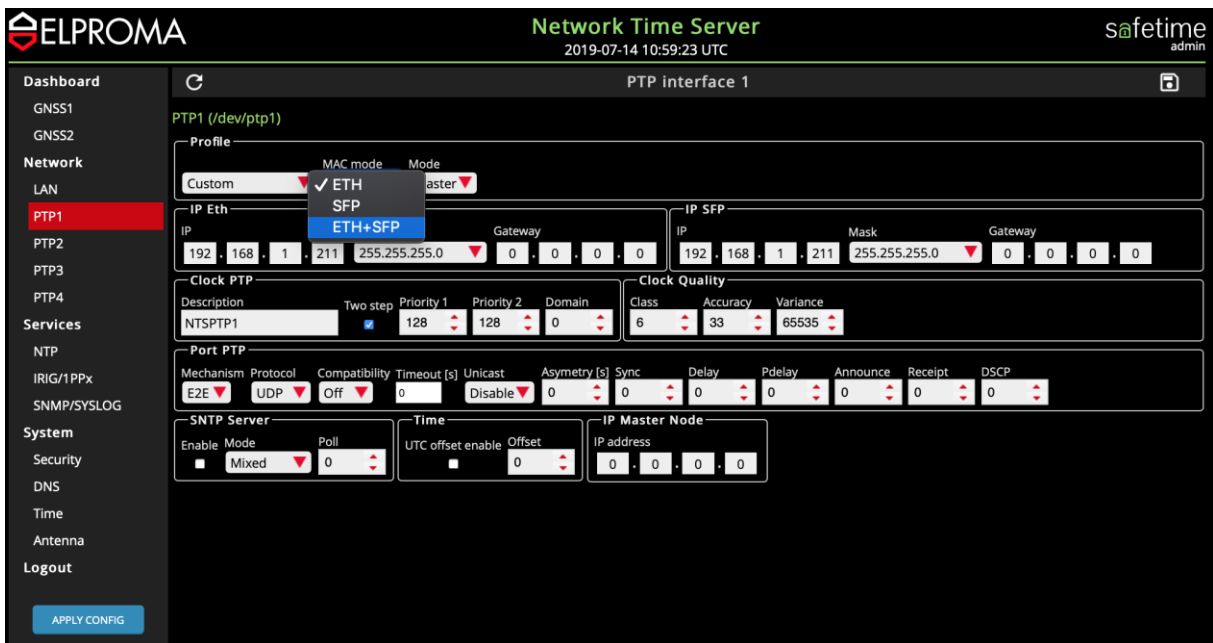 ELPROMA
Network Time Server
2019-07-14 10:59:23 UTC
safetime
admin
Dashboard
GNSS1
GNSS2
Network
LAN
PTP1
PTP2
PTP3
PTP4
Services
NTP
IRIG/1PPx
SNMP/SYSLOG
System
Security
DNS
Time
Antenna
Logout
APPLY CONFIG
PTP interface 1
PTP1 (/dev/ptp1)
Profile
MAC mode Mode
Custom aster
ETH
SFP
ETH+SFP
IP Eth
IP Gateway
192 . 168 . 1 . 211 255.255.255.0 0 . 0 . 0 . 0
IP SFP
IP Mask Gateway
192 . 168 . 1 . 211 255.255.255.0 0 . 0 . 0 . 0
Clock PTP
Description Two step Priority 1 Priority 2 Domain
NTSPTP1 128 128 0
Clock Quality
Class Accuracy Variance
6 33 65535
Port PTP
Mechanism Protocol Compatibility Timeout [s] Unicast Asymetry [s] Sync Delay Pdelay Announce Receipt DSCP
E2E UDP Off 0 Disable 0 0 0 0 0 0 0
SNTP Server
Enable Mode Poll
Mixed 0
Time
UTC offset enable Offset
0
IP Master Node
IP address
0 . 0 . 0 . 0